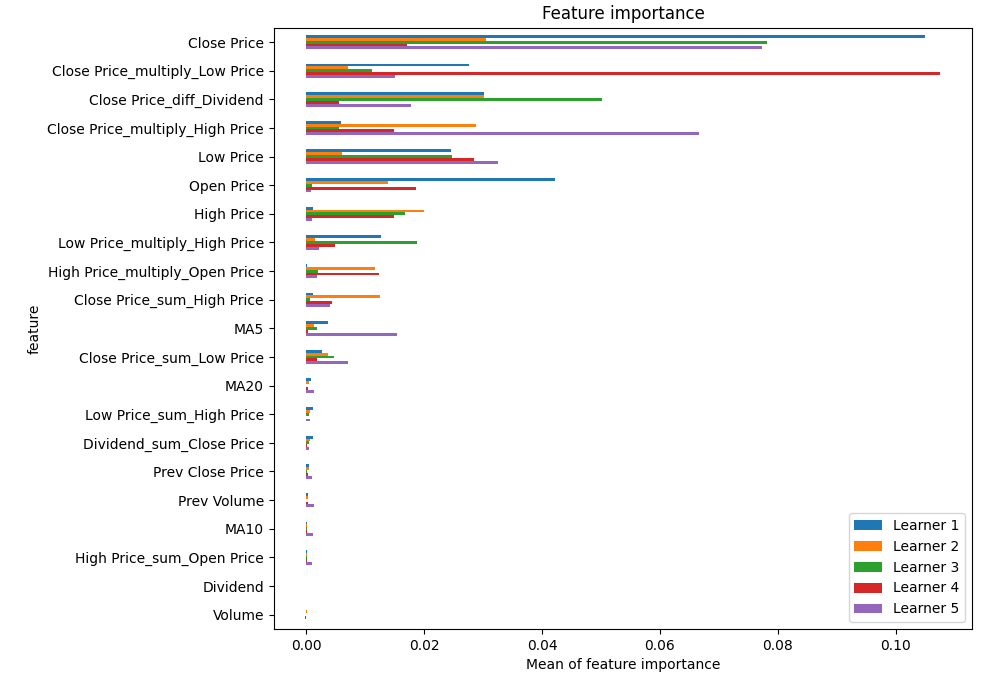 Feature importance
Close Price
Close Price_multiply_Low Price
Close Price_diff_Dividend
Close Price_multiply_High Price
Low Price
Open Price
High Price
Low Price_multiply_High Price
High Price_multiply_Open Price
Close Price_sum_High Price
MA5
Close Price_sum_Low Price
MA20
Low Price_sum_High Price
Dividend_sum_Close Price
Prev Close Price
Prev Volume
MA10
High Price_sum_Open Price
Dividend
Volume
feature
Learner 1
Learner 2
Learner 3
Learner 4
Learner 5
0.00 0.02 0.04 0.06 0.08 0.10
Mean of feature importance